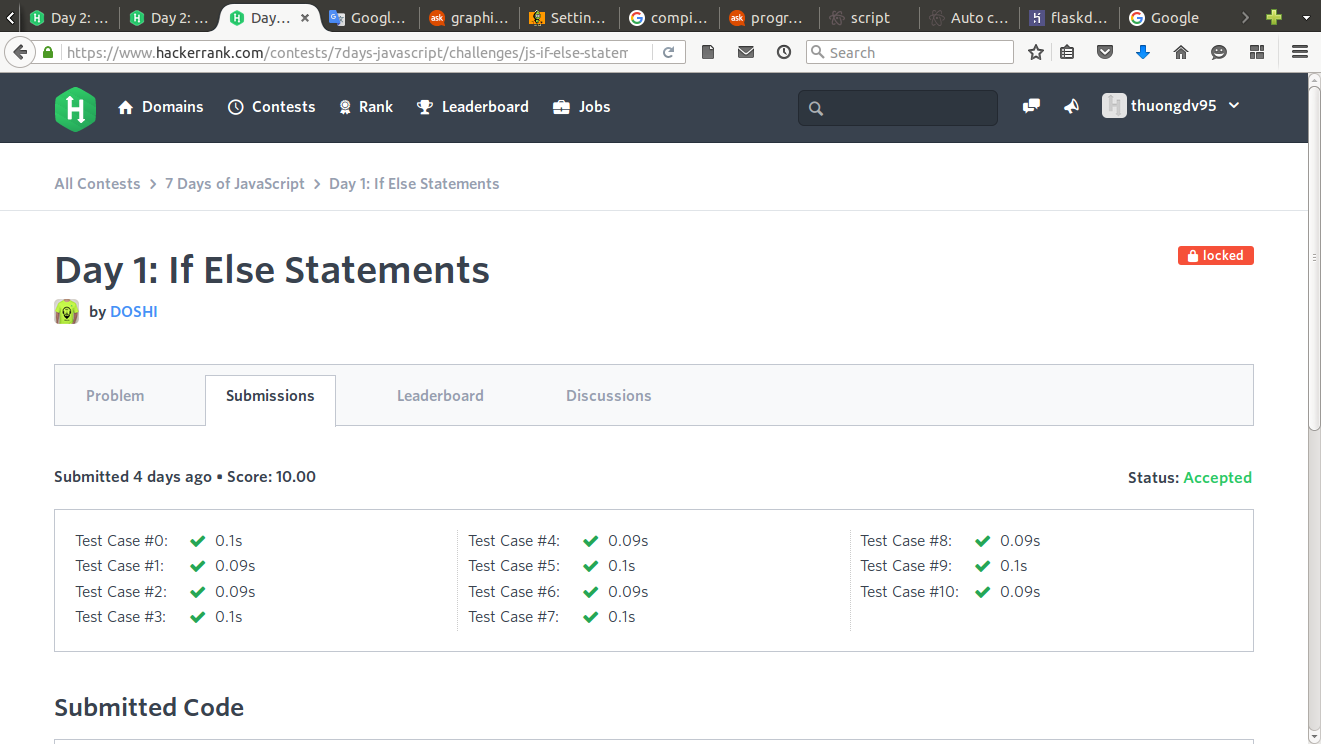 Day 2: ... Day 2: ... Day... Googl... graphi... Settin... compi... progr... script Auto c... flaskd... Google
https://www.hackerrank.com/contests/7days-javascript/challenges/js-if-else-statem Search
Domains Contests Rank Leaderboard Jobs thuongdv95
All Contests > 7 Days of JavaScript > Day 1: If Else Statements
Day 1: If Else Statements
locked
by DOSHI
Problem Submissions Leaderboard Discussions
Submitted 4 days ago • Score: 10.00 Status: Accepted
Test Case #0: 0.1s Test Case #4: 0.09s Test Case #8: 0.09s
Test Case #1: 0.09s Test Case #5: 0.1s Test Case #9: 0.1s
Test Case #2: 0.09s Test Case #6: 0.09s Test Case #10: 0.09s
Test Case #3: 0.1s Test Case #7: 0.1s
Submitted Code